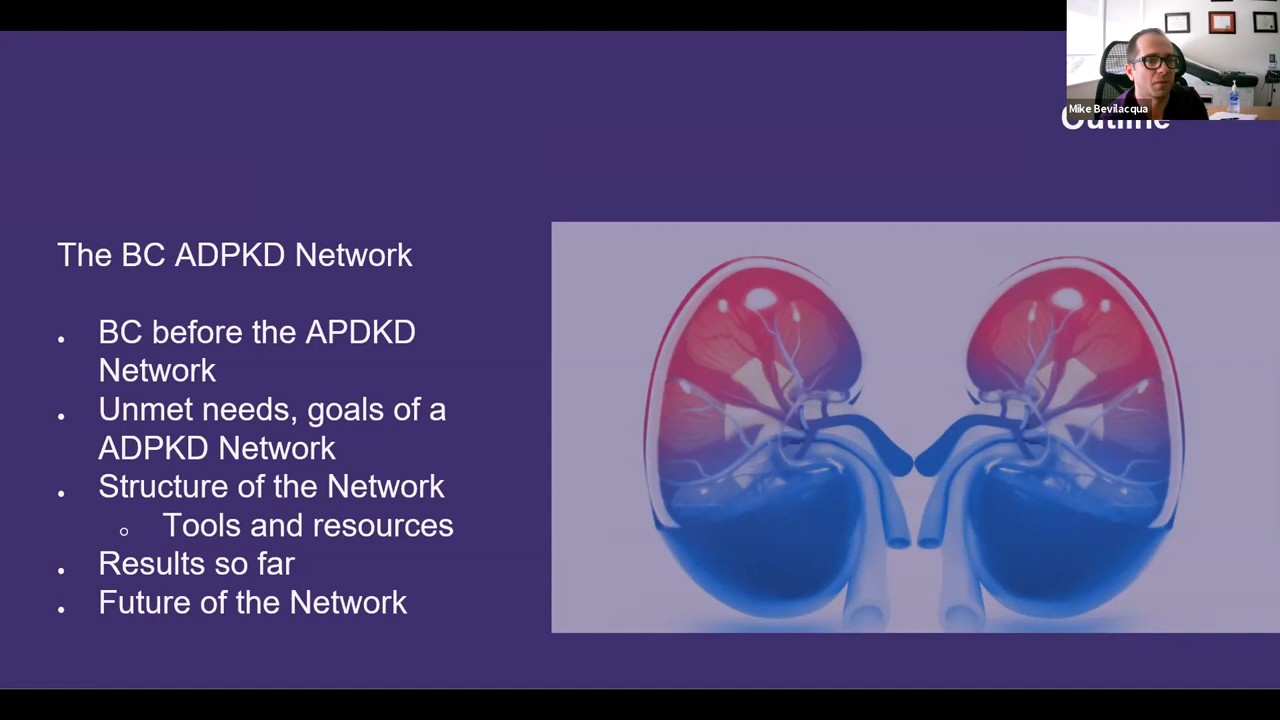 Mike Bevilacqua
Outline
The BC ADPKD Network
. BC before the APDKD
Network
. Unmet needs, goals of a
ADPKD Network
. Structure of the Network
o Tools and resources
. Results so far
. Future of the Network